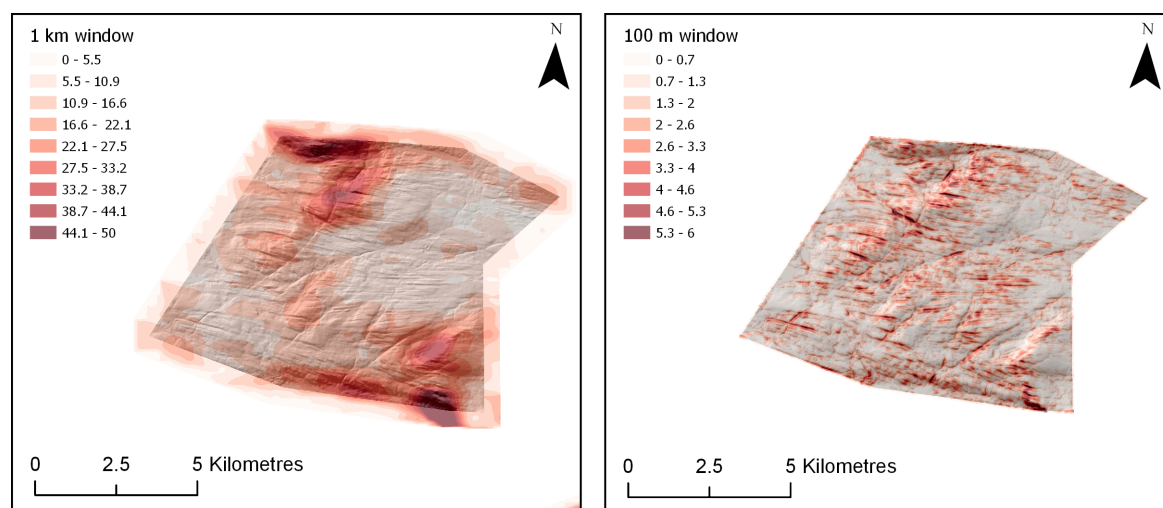 1 km window
0 - 5.5
5.5 - 10.9
10.9 - 16.6
16.6 - 22.1
22.1 - 27.5
27.5 - 33.2
33.2 - 38.7
38.7 - 44.1
44.1 - 50
N
0 2.5 5 Kilometres
100 m window
0 - 0.7
0.7 - 1.3
1.3 - 2
2 - 2.6
2.6 - 3.3
3.3 - 4
4 - 4.6
4.6 - 5.3
5.3 - 6
N
0 2.5 5 Kilometres